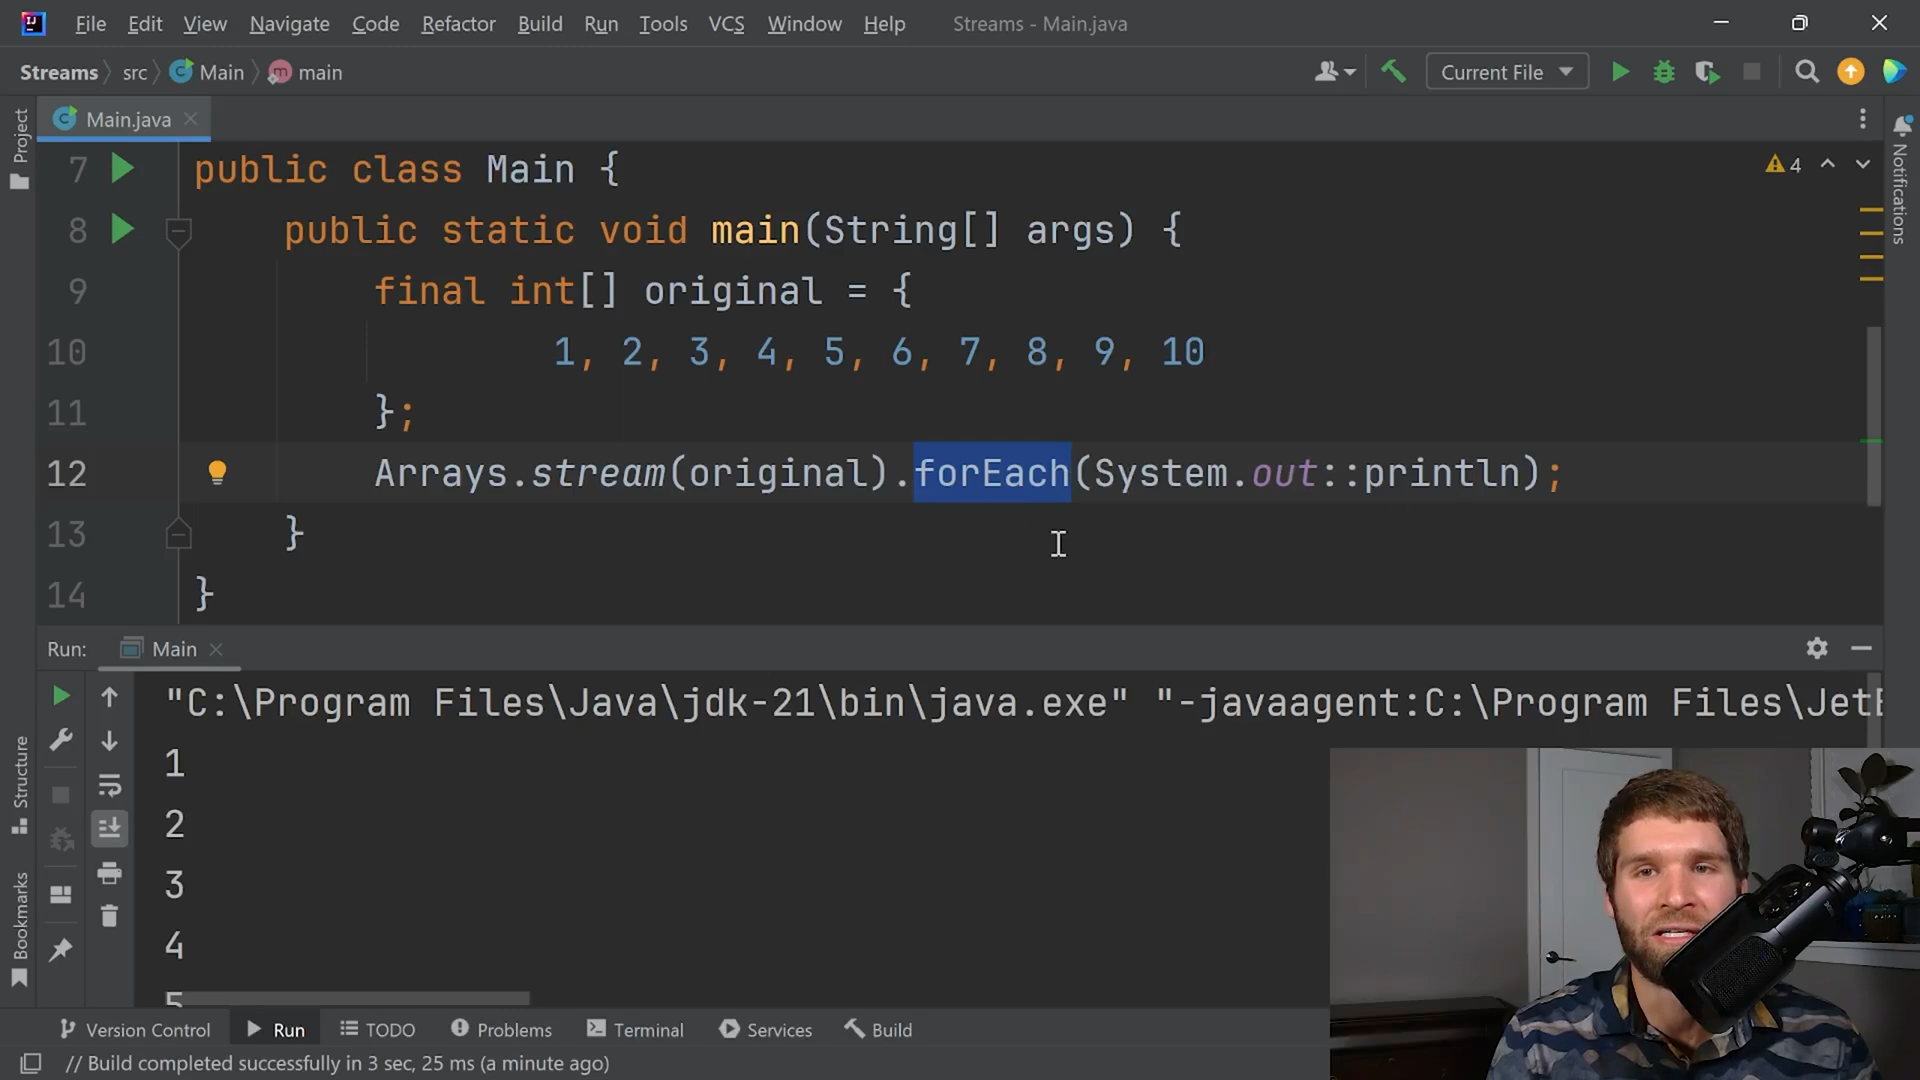 File Edit View Navigate Code Refactor Build Run Tools VCS Window Help Streams - Main.java
Streams src Main main Current File
Project
Main.java
7 public class Main {
4
8 public static void main(String[] args) {
9 final int[] original = {
10 1, 2, 3, 4, 5, 6, 7, 8, 9, 10
11 };
12 Arrays.stream(original).forEach(System.out::println);
13 }
14 }
Notifications
Run: Main
"C:\Program Files\Java\jdk-21\bin\java.exe" "-javaagent:C:\Program Files\JetB
1
2
3
4
5
Structure
Bookmarks
Version Control Run TODO Problems Terminal Services Build
// Build completed successfully in 3 sec, 25 ms (a minute ago)